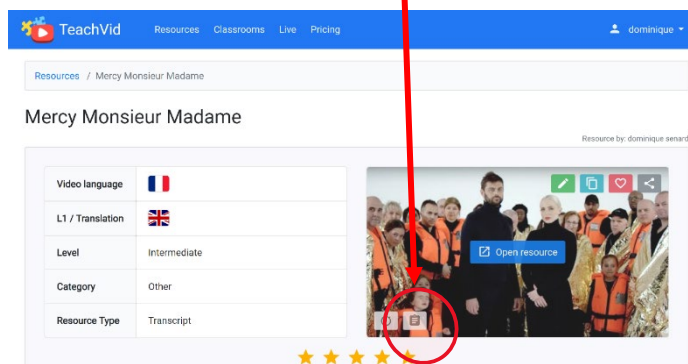 TeachVid Resources Classrooms Live Pricing dominique
Resources / Mercy Monsieur Madame
Mercy Monsieur Madame
Resource by: dominique senard
Video language
L1 / Translation
Level Intermediate
Category Other
Resource Type Transcript
Open resource